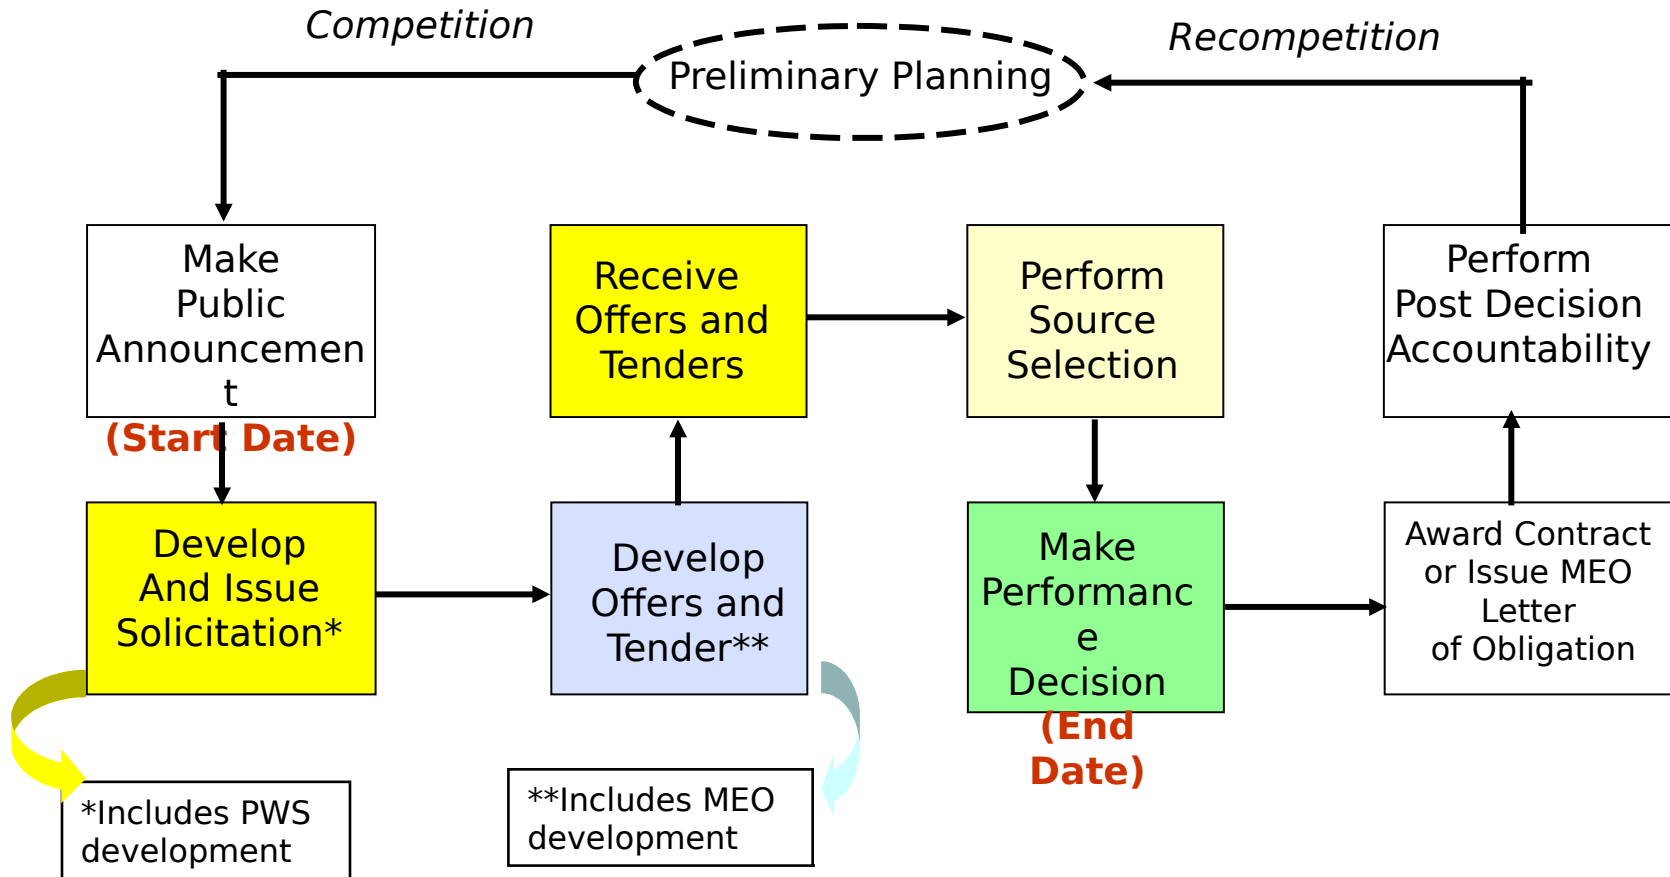 Competition
Preliminary Planning
Recompetition
Make
Public
Announcemen
t
(Start Date)
Receive
Offers and
Tenders
Perform
Source
Selection
Perform
Post Decision
Accountability
Develop
And Issue
Solicitation*
Develop
Offers and
Tender**
Make
Performanc
e
Decision
(End
Date)
Award Contract
or Issue MEO
Letter
of Obligation
*Includes PWS
development
**Includes MEO
development